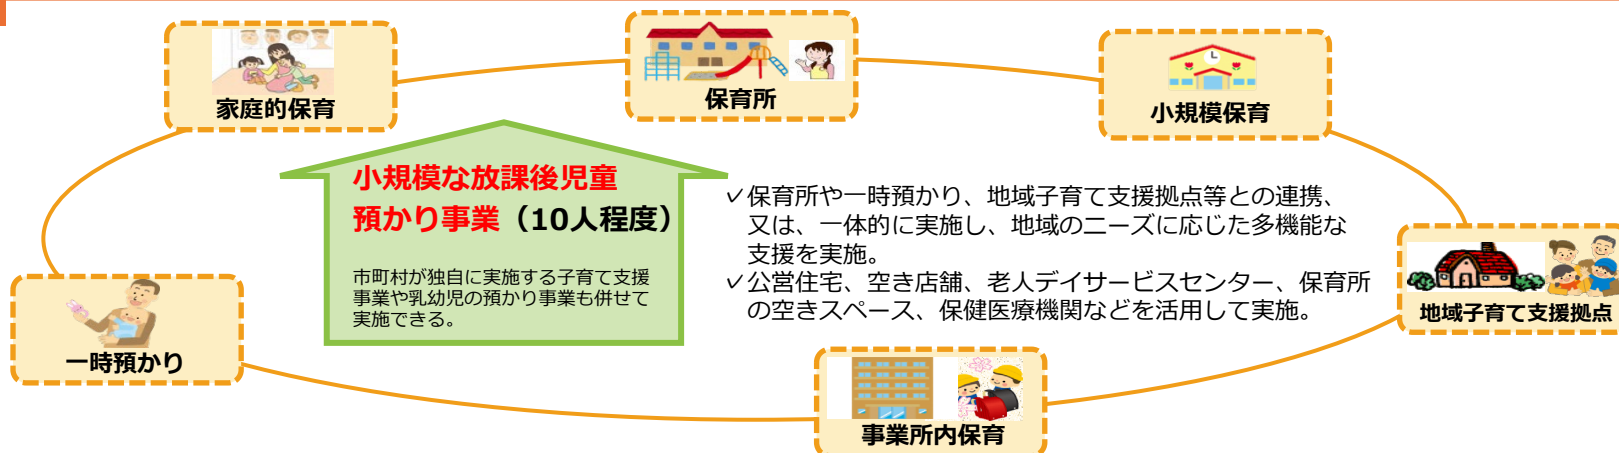 家庭的保育
保育所
小規模保育
小規模な放課後児童
預かり事業（10人程度）
市町村が独自に実施する子育て支援
事業や乳幼児の預かり事業も併せて
実施できる。
✓保育所や一時預かり、地域子育て支援拠点等との連携、
又は、一体的に実施し、地域のニーズに応じた多機能な
支援を実施。
✓公営住宅、空き店舗、老人デイサービスセンター、保育所
の空きスペース、保健医療機関などを活用して実施。
地域子育て支援拠点
一時預かり
事業所内保育